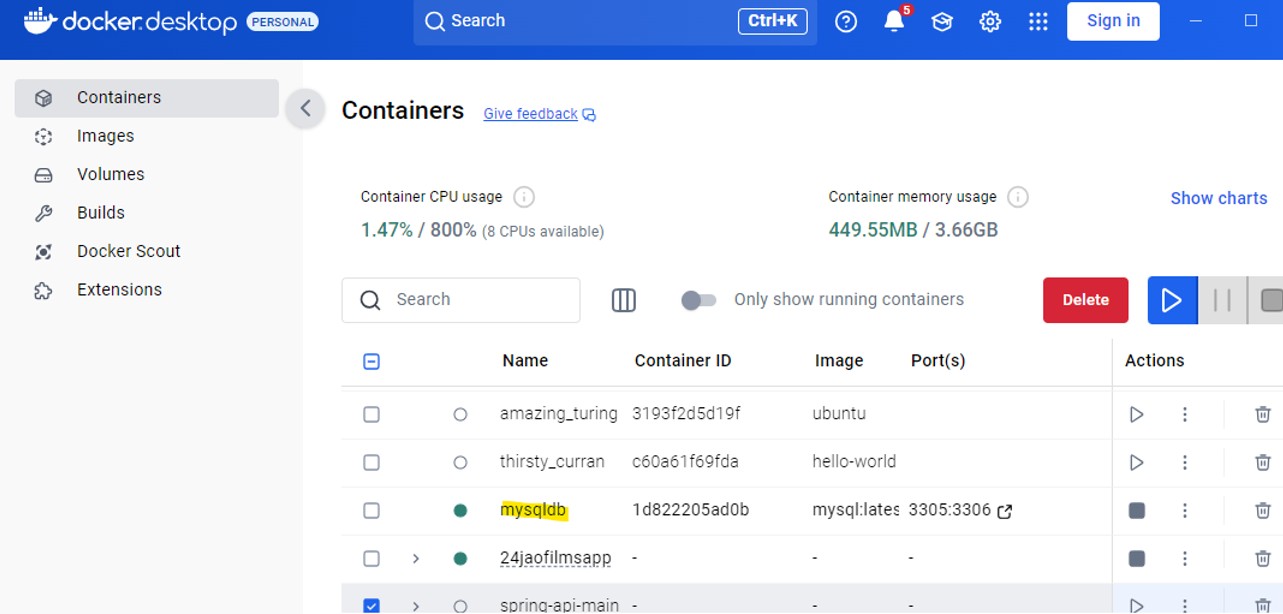 docker.desktop PERSONAL Search Ctrl+K 5 Sign in
Containers
Images
Volumes
Builds
Docker Scout
Extensions
Containers Give feedback
Container CPU usage
1.47% / 800% (8 CPUs available)
Container memory usage
449.55MB / 3.66GB
Show charts
Search Only show running containers Delete
Name Container ID Image Port(s) Actions
amazing_turing 3193f2d5d19f ubuntu
thirsty_curran c60a61f69fda hello-world
mysqldb 1d822205ad0b mysql:lates 3305:3306
24jaofilmsapp - - -
spring-api-main - - -